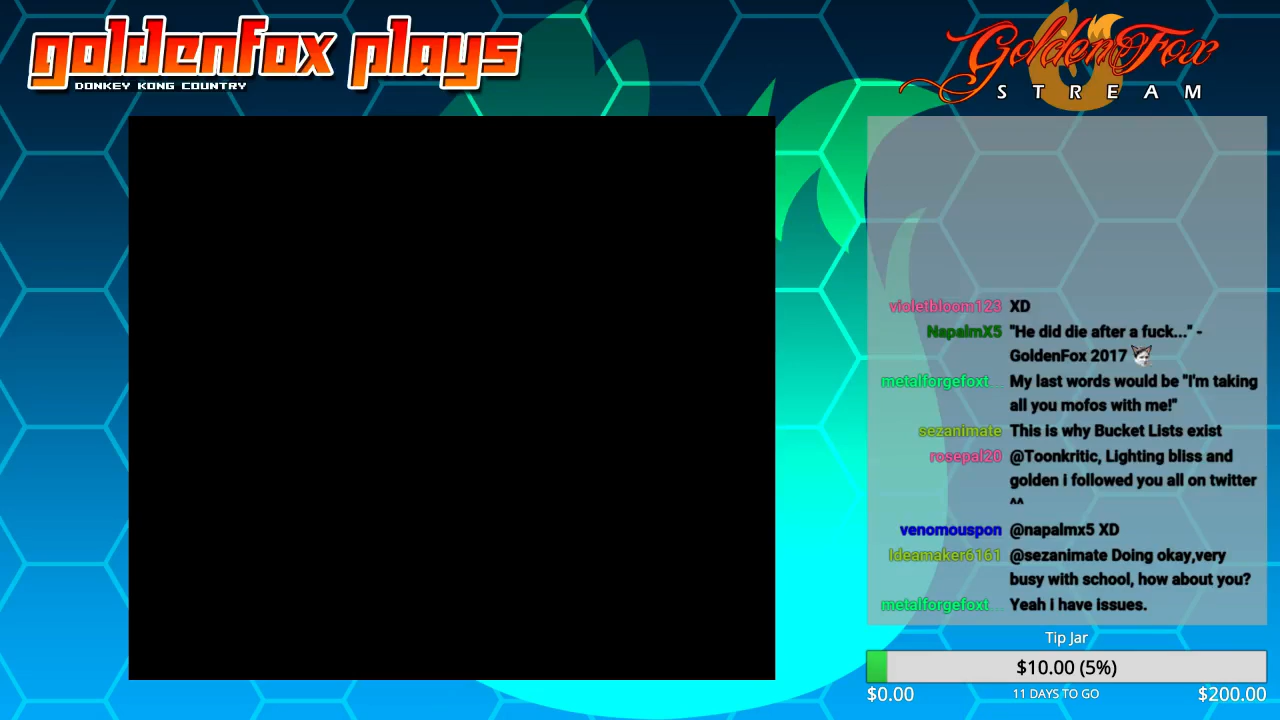 goldenfox plays
DONKEY KONG COUNTRY
GoldenFox
STREAM
violetbloom123 XD
NapalmX5 "He did die after a fuck..." -
GoldenFox 2017
metalforgefoxt... My last words would be "I'm taking
all you mofos with me!"
sezanimate This is why Bucket Lists exist
rosepal20 @Toonkritic, Lighting bliss and
golden i followed you all on twitter
^^
venomouspon @napalmx5 XD
Ideamaker6161 @sezanimate Doing okay,very
busy with school, how about you?
metalforgefoxt... Yeah I have issues.
Tip Jar
$10.00 (5%)
$0.00 11 DAYS TO GO $200.00